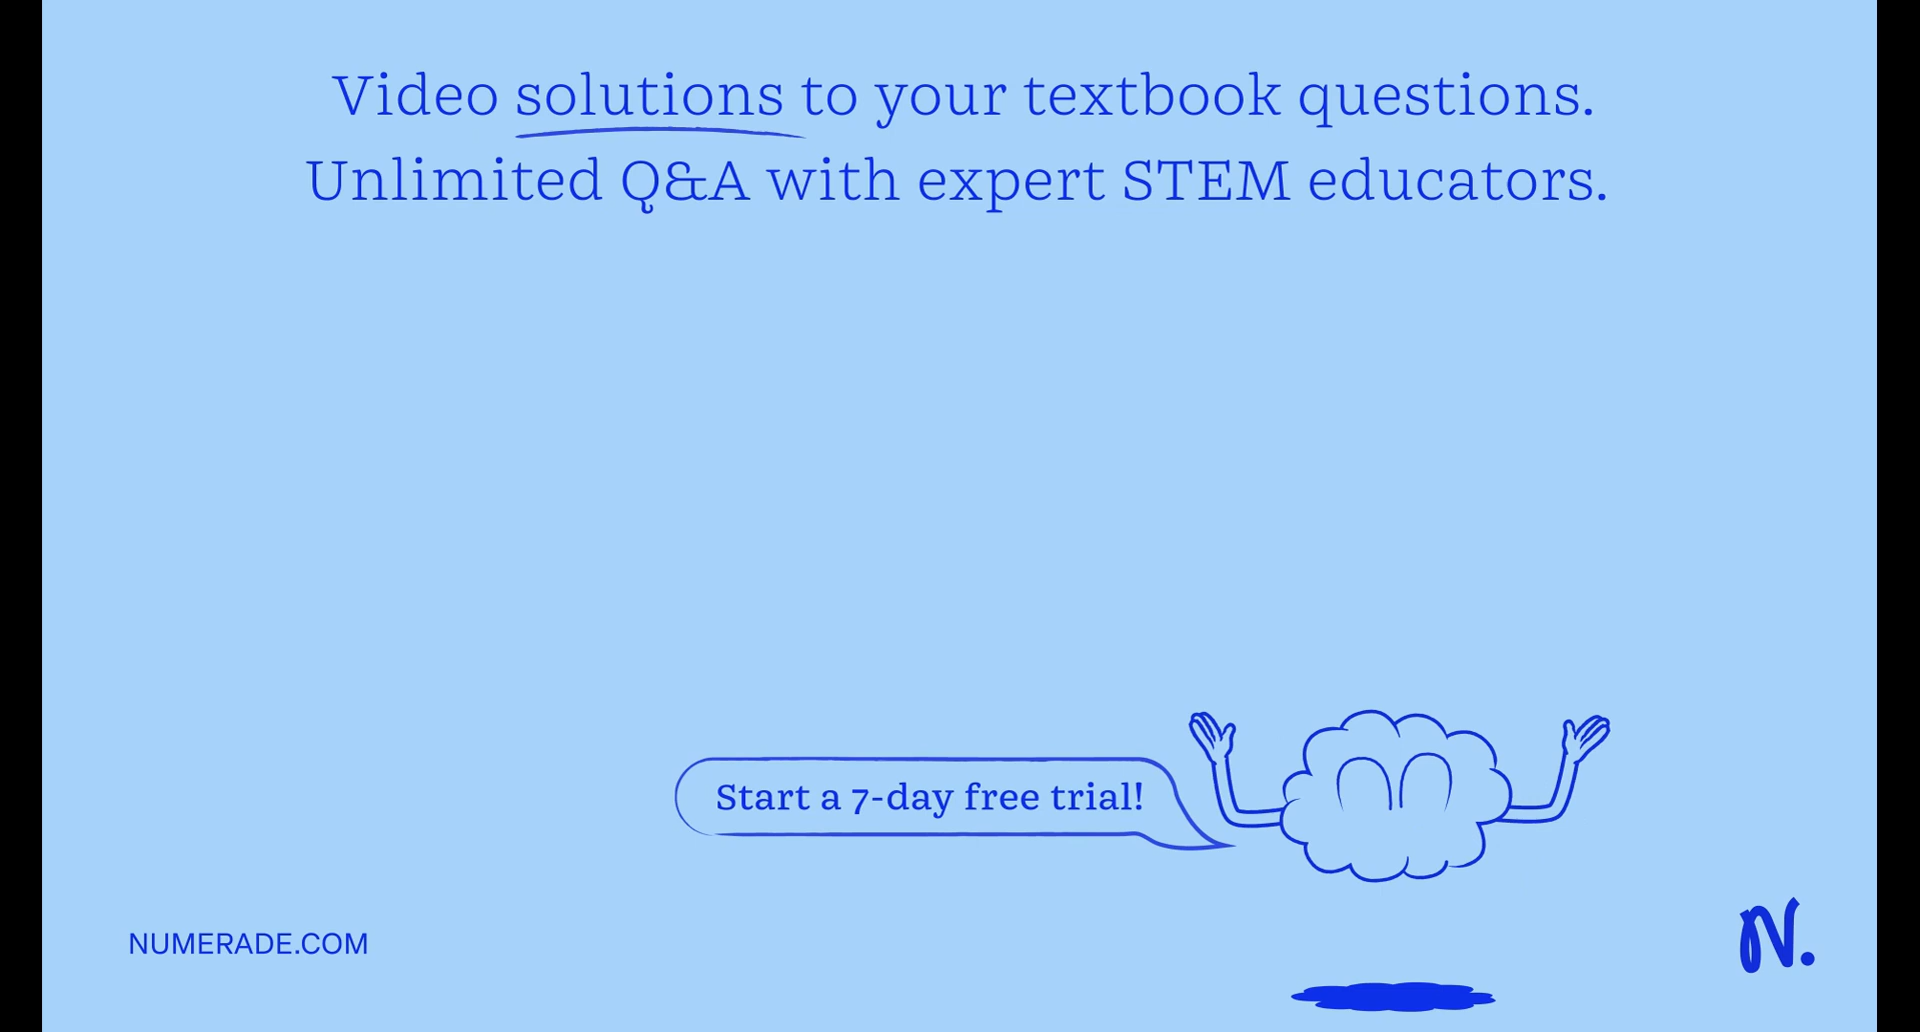 Video solutions to your textbook questions.
Unlimited Q&A with expert STEM educators.
Start a 7-day free trial!
NUMERADE.COM
N.